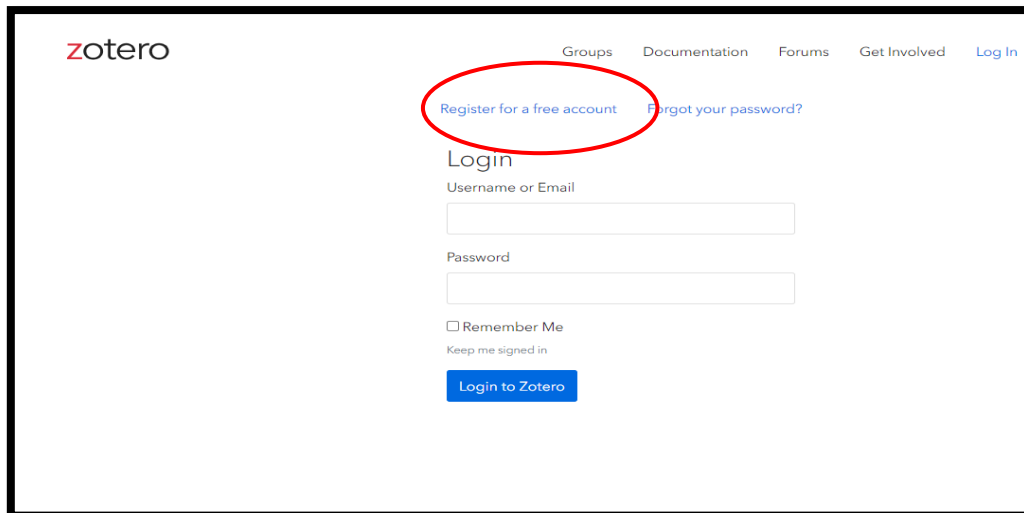 zotero
Groups Documentation Forums Get Involved Log In
Register for a free account Forgot your password?
Login
Username or Email
Password
Remember Me
Keep me signed in
Login to Zotero